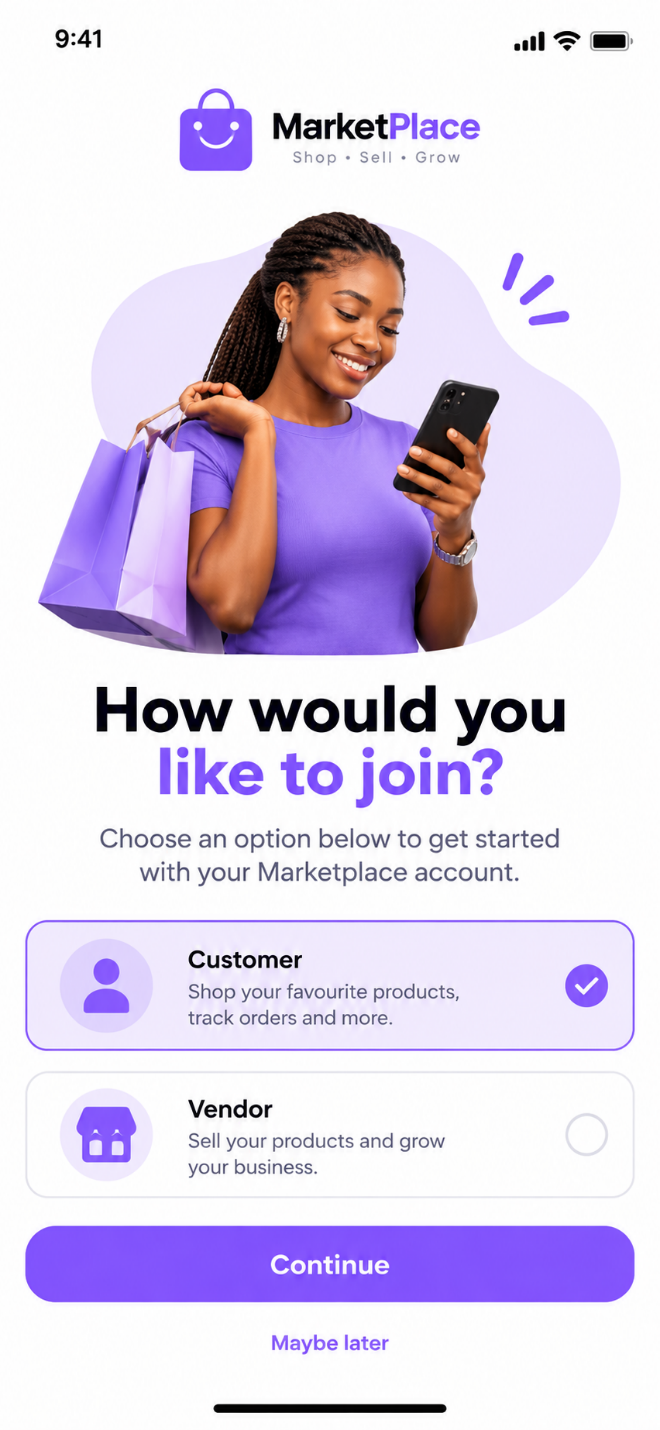 9:41
MarketPlace
Shop • Sell • Grow
How would you
like to join?
Choose an option below to get started
with your Marketplace account.
Customer
Shop your favourite products,
track orders and more.
Vendor
Sell your products and grow
your business.
Continue
Maybe later